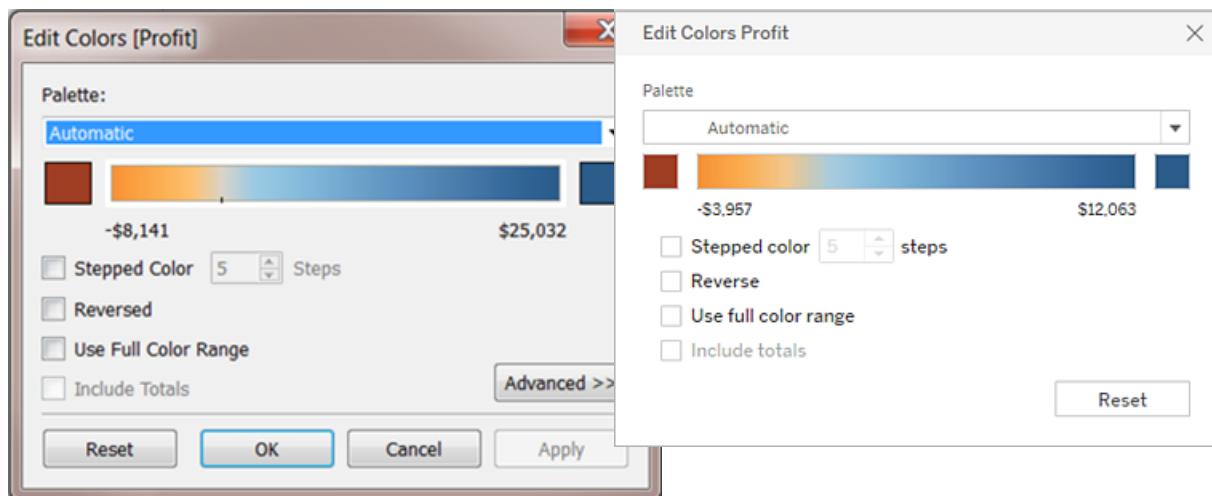 Edit Colors [Profit]
Palette:
Automatic
-$8,141 $25,032
Stepped Color 5 Steps
Reversed
Use Full Color Range
Include Totals
Advanced >>
Reset OK Cancel Apply
Edit Colors Profit
Palette
Automatic
-$3,957 $12,063
Stepped color 5 steps
Reverse
Use full color range
Include totals
Reset